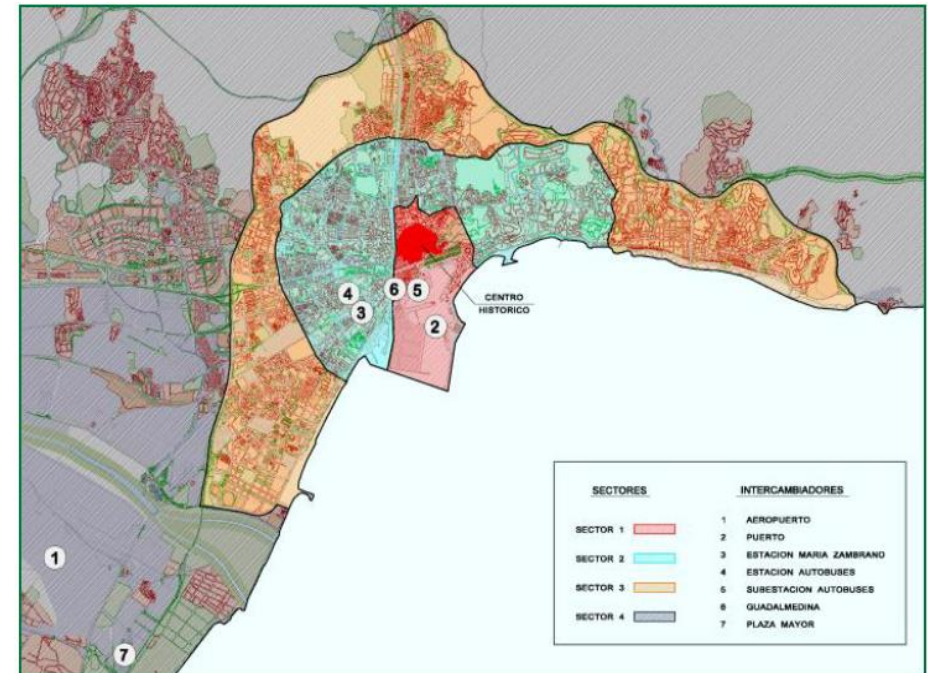 4
3
6
5
2
CENTRO
HISTORICO
1
7
SECTORES
SECTOR 1
SECTOR 2
SECTOR 3
SECTOR 4
INTERCAMBIADORES
1 AEROPUERTO
2 PUERTO
3 ESTACION MARIA ZAMBRANO
4 ESTACION AUTOBUSES
5 SUBESTACION AUTOBUSES
6 GUADALMEDINA
7 PLAZA MAYOR